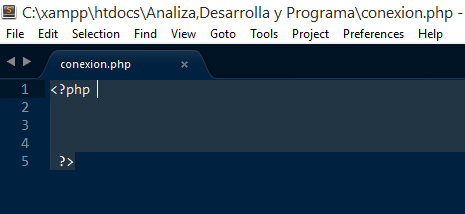 C:\xampp\htdocs\Analiza,Desarrolla y Programa\conexion.php -
File Edit Selection Find View Goto Tools Project Preferences Help
conexion.php ×
1 <?php
2
3
4
5 ?>